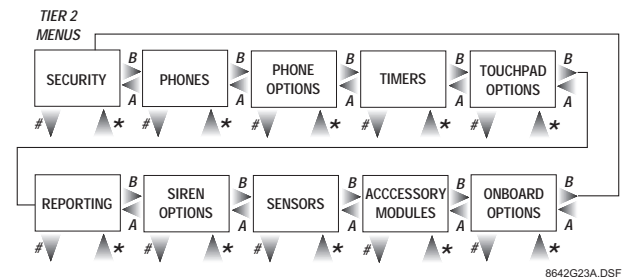 TIER 2
MENUS
SECURITY
B
A
PHONES
B
A
PHONE
OPTIONS
B
A
TIMERS
B
A
TOUCHPAD
OPTIONS
B
A
# * # * # * # * # *
REPORTING
B
A
SIREN
OPTIONS
B
A
SENSORS
B
A
ACCCESSORY
MODULES
B
A
ONBOARD
OPTIONS
B
A
# * # * # * # * # *
8642G23A.DSF